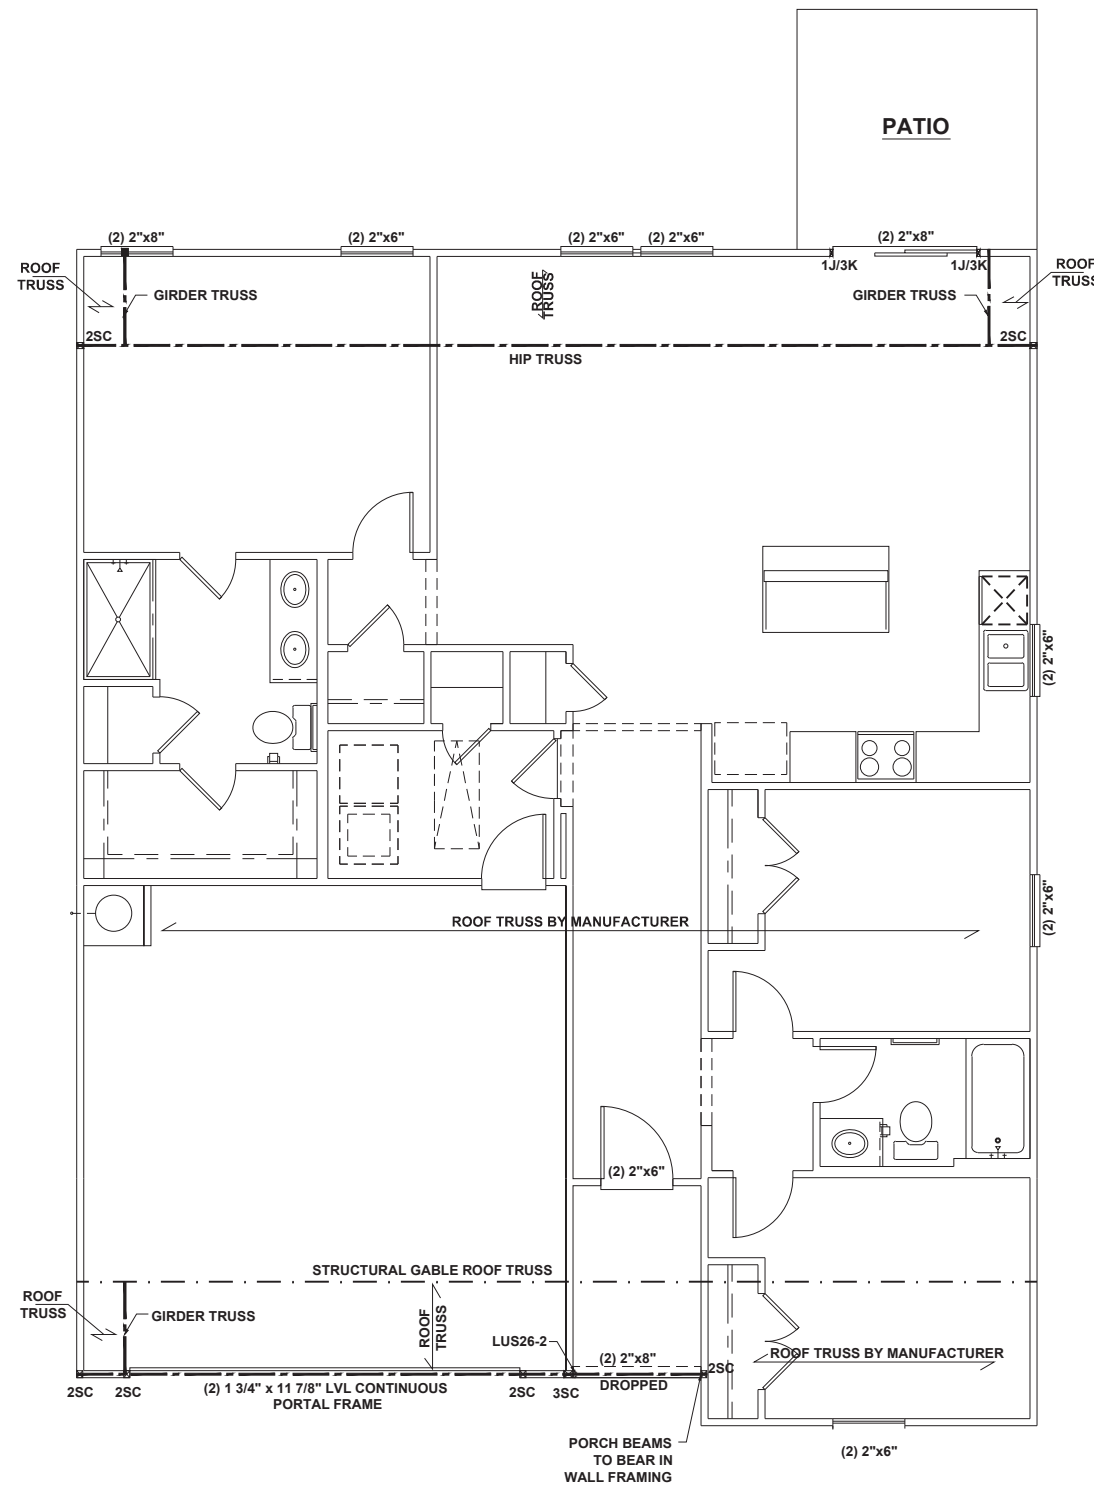 PATIO
(2) 2"x8"
(2) 2"x6"
(2) 2"x6"
(2) 2"x6"
(2) 2"x8"
ROOF
TRUSS
GIRDER TRUSS
ROOF
TRUSS
1J/3K
1J/3K
GIRDER TRUSS
ROOF
TRUSS
2SC
2SC
HIP TRUSS
(2) 2"x6"
(2) 2"x6"
ROOF TRUSS BY MANUFACTURER
(2) 2"x6"
STRUCTURAL GABLE ROOF TRUSS
ROOF
TRUSS
GIRDER TRUSS
ROOF
TRUSS
LUS26-2
(2) 2"x8"
DROPPED
2SC
ROOF TRUSS BY MANUFACTURER
2SC
2SC
(2) 1 3/4" x 11 7/8" LVL CONTINUOUS
PORTAL FRAME
2SC
3SC
PORCH BEAMS
TO BEAR IN
WALL FRAMING
(2) 2"x6"